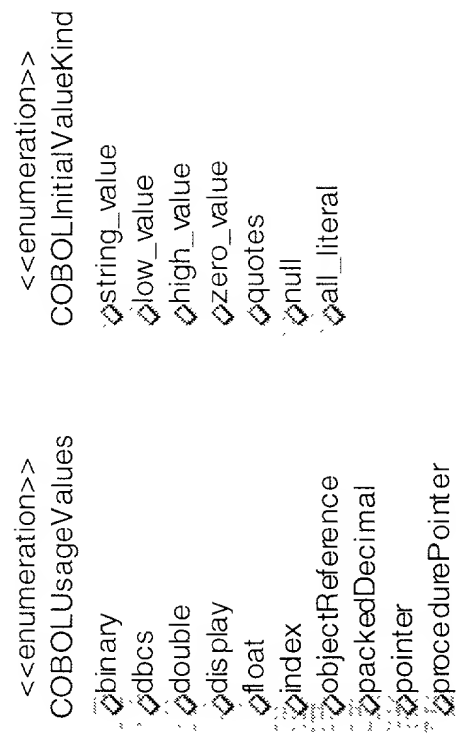 <<enumeration>>
COBOLUsageValues
binary
dbcs
double
display
float
index
objectReference
packedDecimal
pointer
procedurePointer
<<enumeration>>
COBOLInitialValueKind
string_value
low_value
high_value
zero_value
quotes
null
all_literal